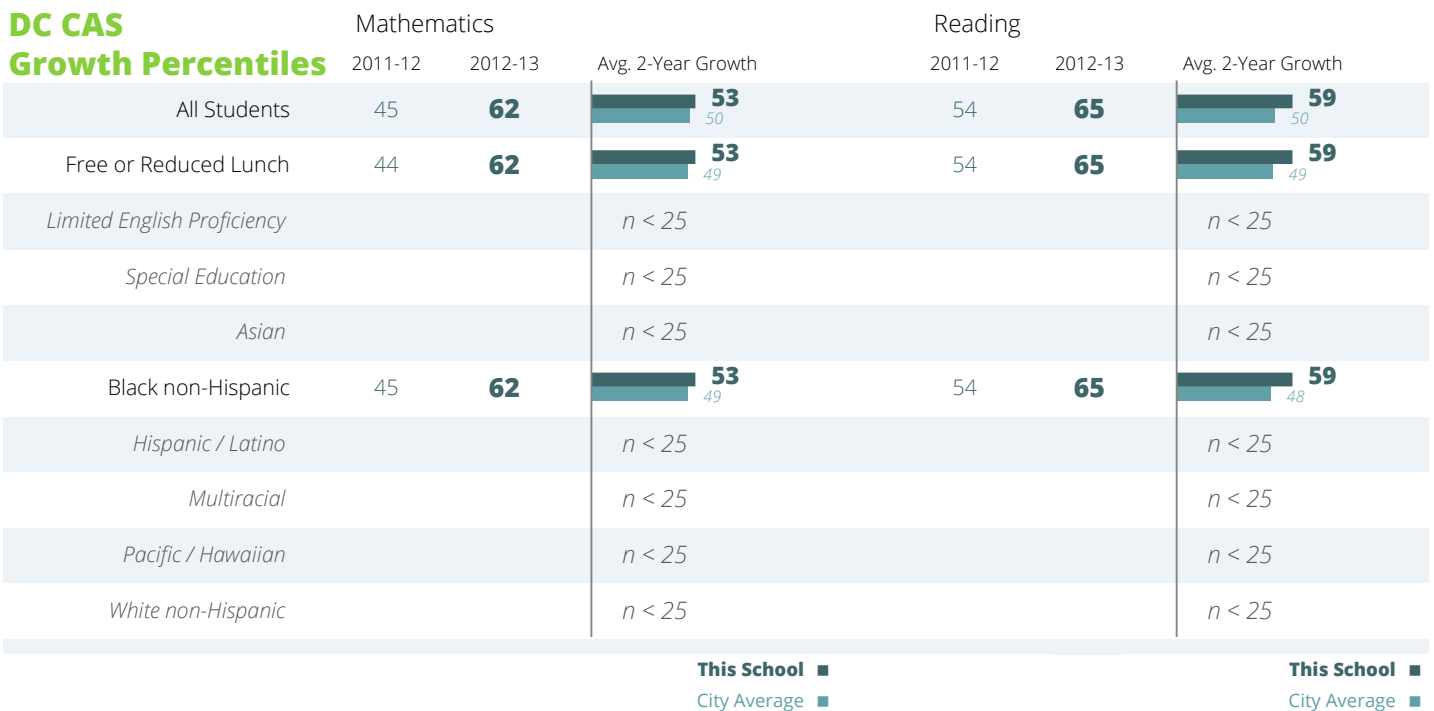 DC CAS
Growth Percentiles
Mathematics Reading
2011-12 2012-13 Avg. 2-Year Growth 2011-12 2012-13 Avg. 2-Year Growth
All Students 45 62 53 50 54 65 59 50
Free or Reduced Lunch 44 62 53 49 54 65 59 49
Limited English Proficiency n < 25 n < 25
Special Education n < 25 n < 25
Asian n < 25 n < 25
Black non-Hispanic 45 62 53 49 54 65 59 48
Hispanic / Latino n < 25 n < 25
Multiracial n < 25 n < 25
Pacific / Hawaiian n < 25 n < 25
White non-Hispanic n < 25 n < 25
This School This School
City Average City Average